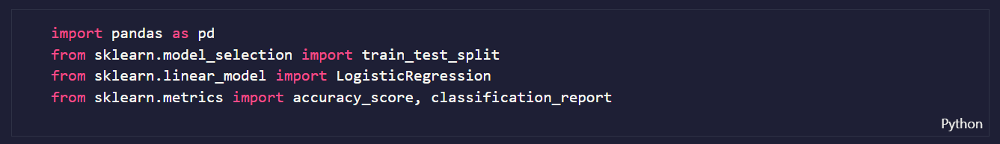 import pandas as pd
from sklearn.model_selection import train_test_split
from sklearn.linear_model import LogisticRegression
from sklearn.metrics import accuracy_score, classification_report
Python